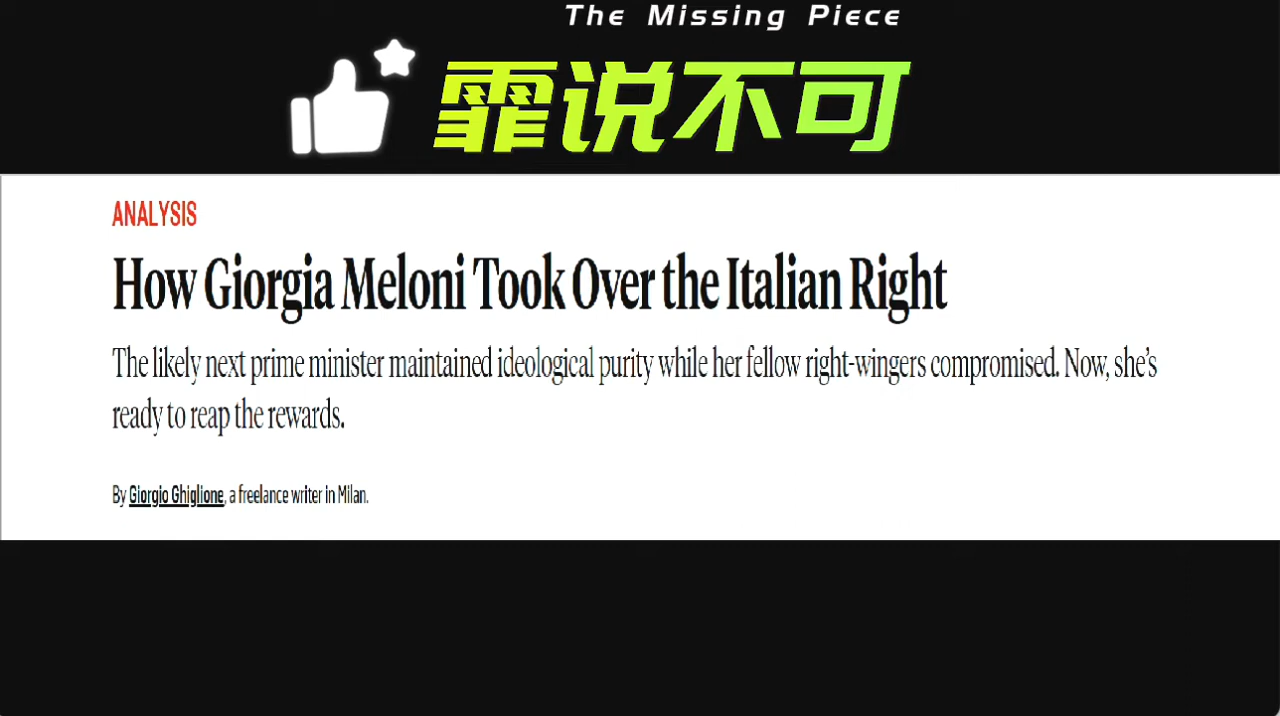 The Missing Piece
霏说不可
ANALYSIS
How Giorgia Meloni Took Over the Italian Right
The likely next prime minister maintained ideological purity while her fellow right-wingers compromised. Now, she's
ready to reap the rewards.
By Giorgio Ghiglione, a freelance writer in Milan.